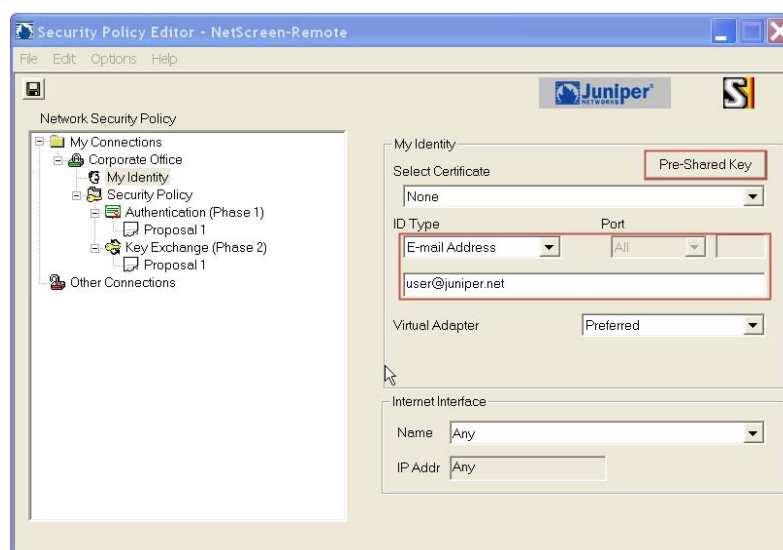 Security Policy Editor - NetScreen-Remote
File Edit Options Help
Juniper
NETWORKS
S
Network Security Policy
My Connections
Corporate Office
My Identity
Security Policy
Authentication (Phase 1)
Proposal 1
Key Exchange (Phase 2)
Proposal 1
Other Connections
My Identity
Select Certificate
Pre-Shared Key
None
ID Type
Port
E-mail Address
All
user@juniper.net
Virtual Adapter
Preferred
Internet Interface
Name
Any
IP Addr
Any